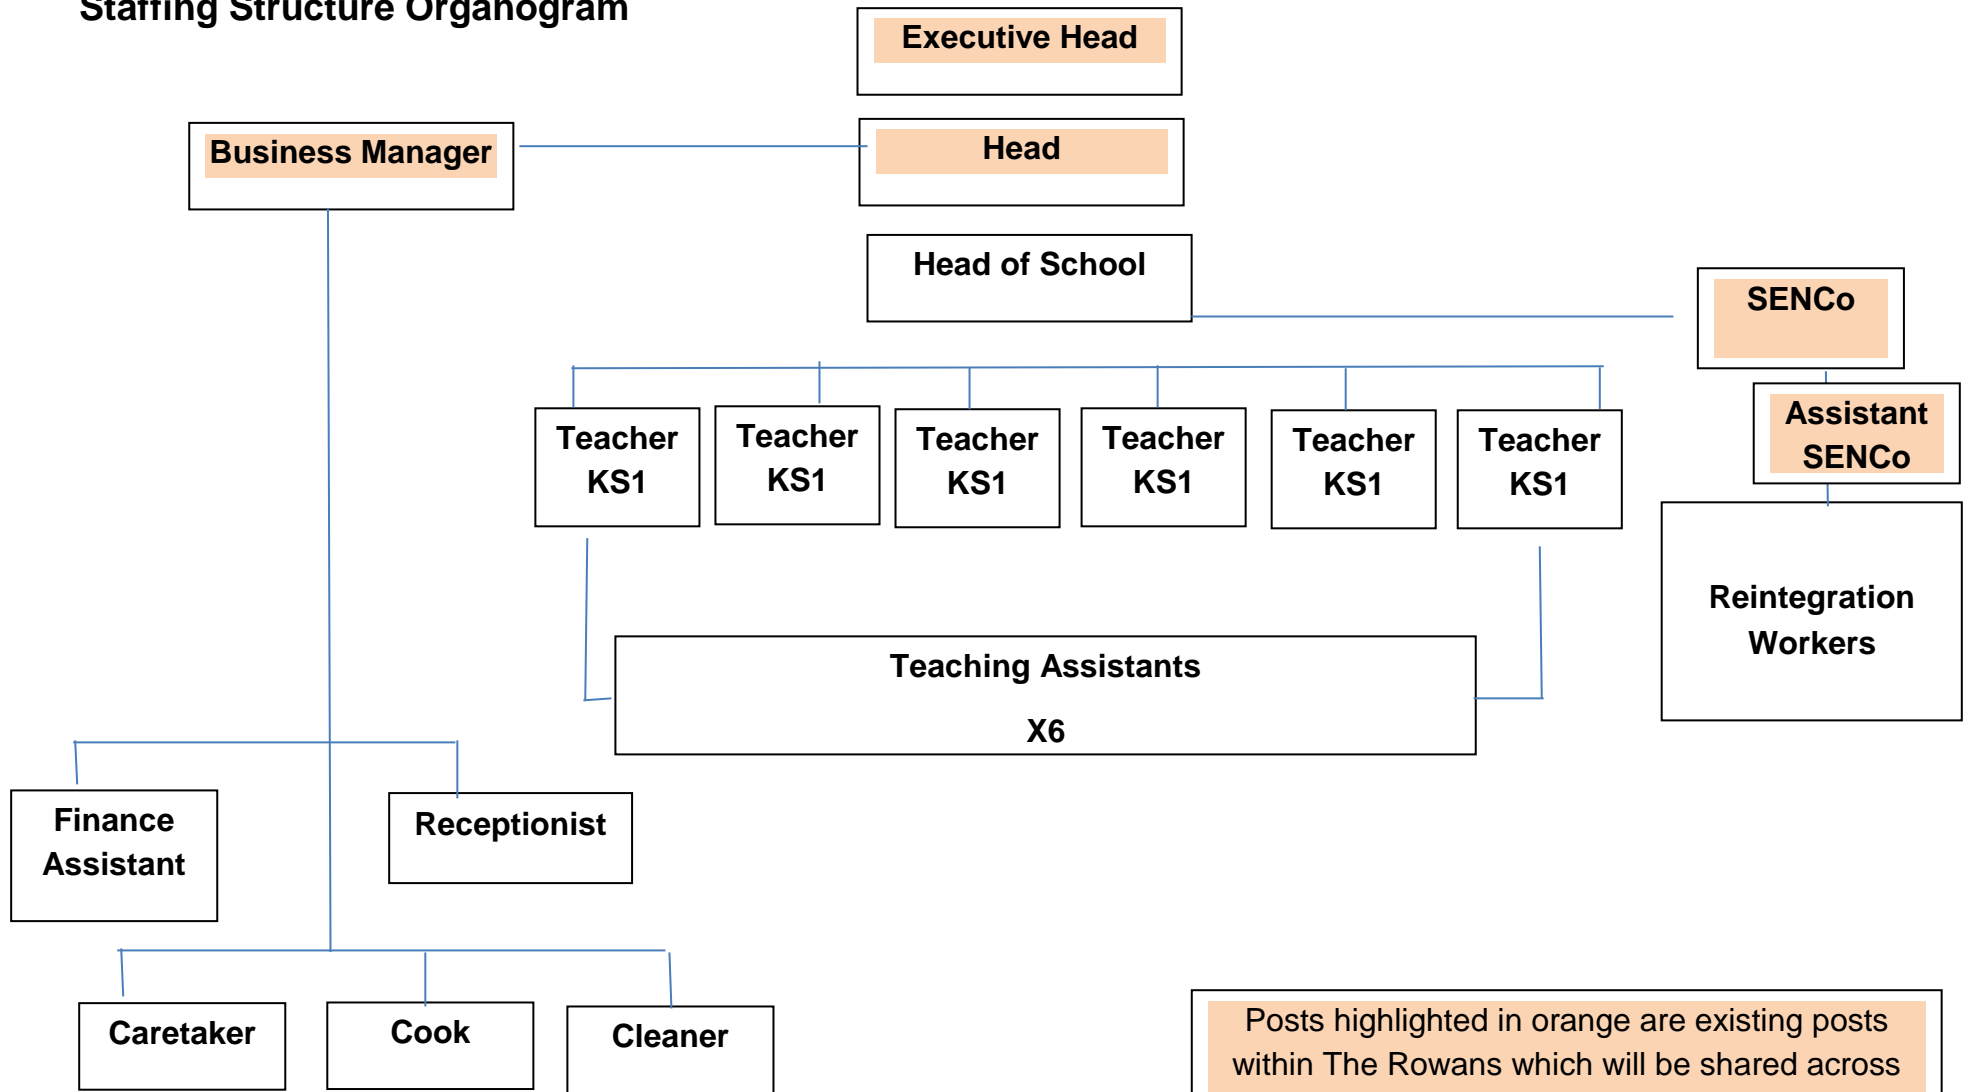 Staffing Structure Organogram
Executive Head
Business Manager
Head
Head of School
SENCo
Assistant
SENCo
Teacher
KS1
Teacher
KS1
Teacher
KS1
Teacher
KS1
Teacher
KS1
Teacher
KS1
Reintegration
Workers
Teaching Assistants
X6
Finance
Assistant
Receptionist
Caretaker
Cook
Cleaner
Posts highlighted in orange are existing posts
within The Rowans which will be shared across